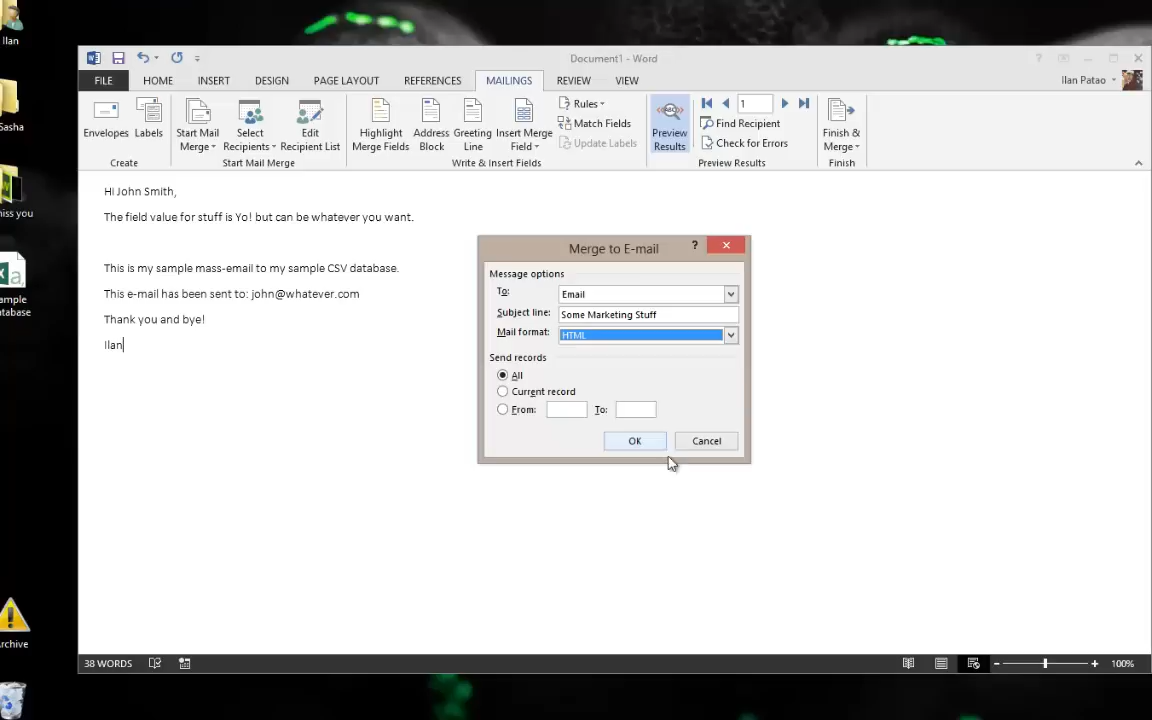 Ilan
Document1 - Word
?
FILE
HOME
INSERT
DESIGN
PAGE LAYOUT
REFERENCES
MAILINGS
REVIEW
VIEW
Ilan Patao
Envelopes
Labels
Create
Start Mail
Merge
Select
Recipients
Edit
Recipient List
Start Mail Merge
Highlight
Merge Fields
Address
Block
Greeting
Line
Insert Merge
Field
Rules
Match Fields
Update Labels
Write & Insert Fields
Preview
Results
1
Find Recipient
Check for Errors
Preview Results
Finish &
Merge
Finish
Sasha
miss you
ample
atabase
Archive
Hi John Smith,
The field value for stuff is Yo! but can be whatever you want.
This is my sample mass-email to my sample CSV database.
This e-mail has been sent to: john@whatever.com
Thank you and bye!
Ilan
Merge to E-mail
?
Message options
To:
Email
Subject line:
Some Marketing Stuff
Mail format:
HTML
Send records
All
Current record
From:
To:
OK
Cancel
38 WORDS
100%